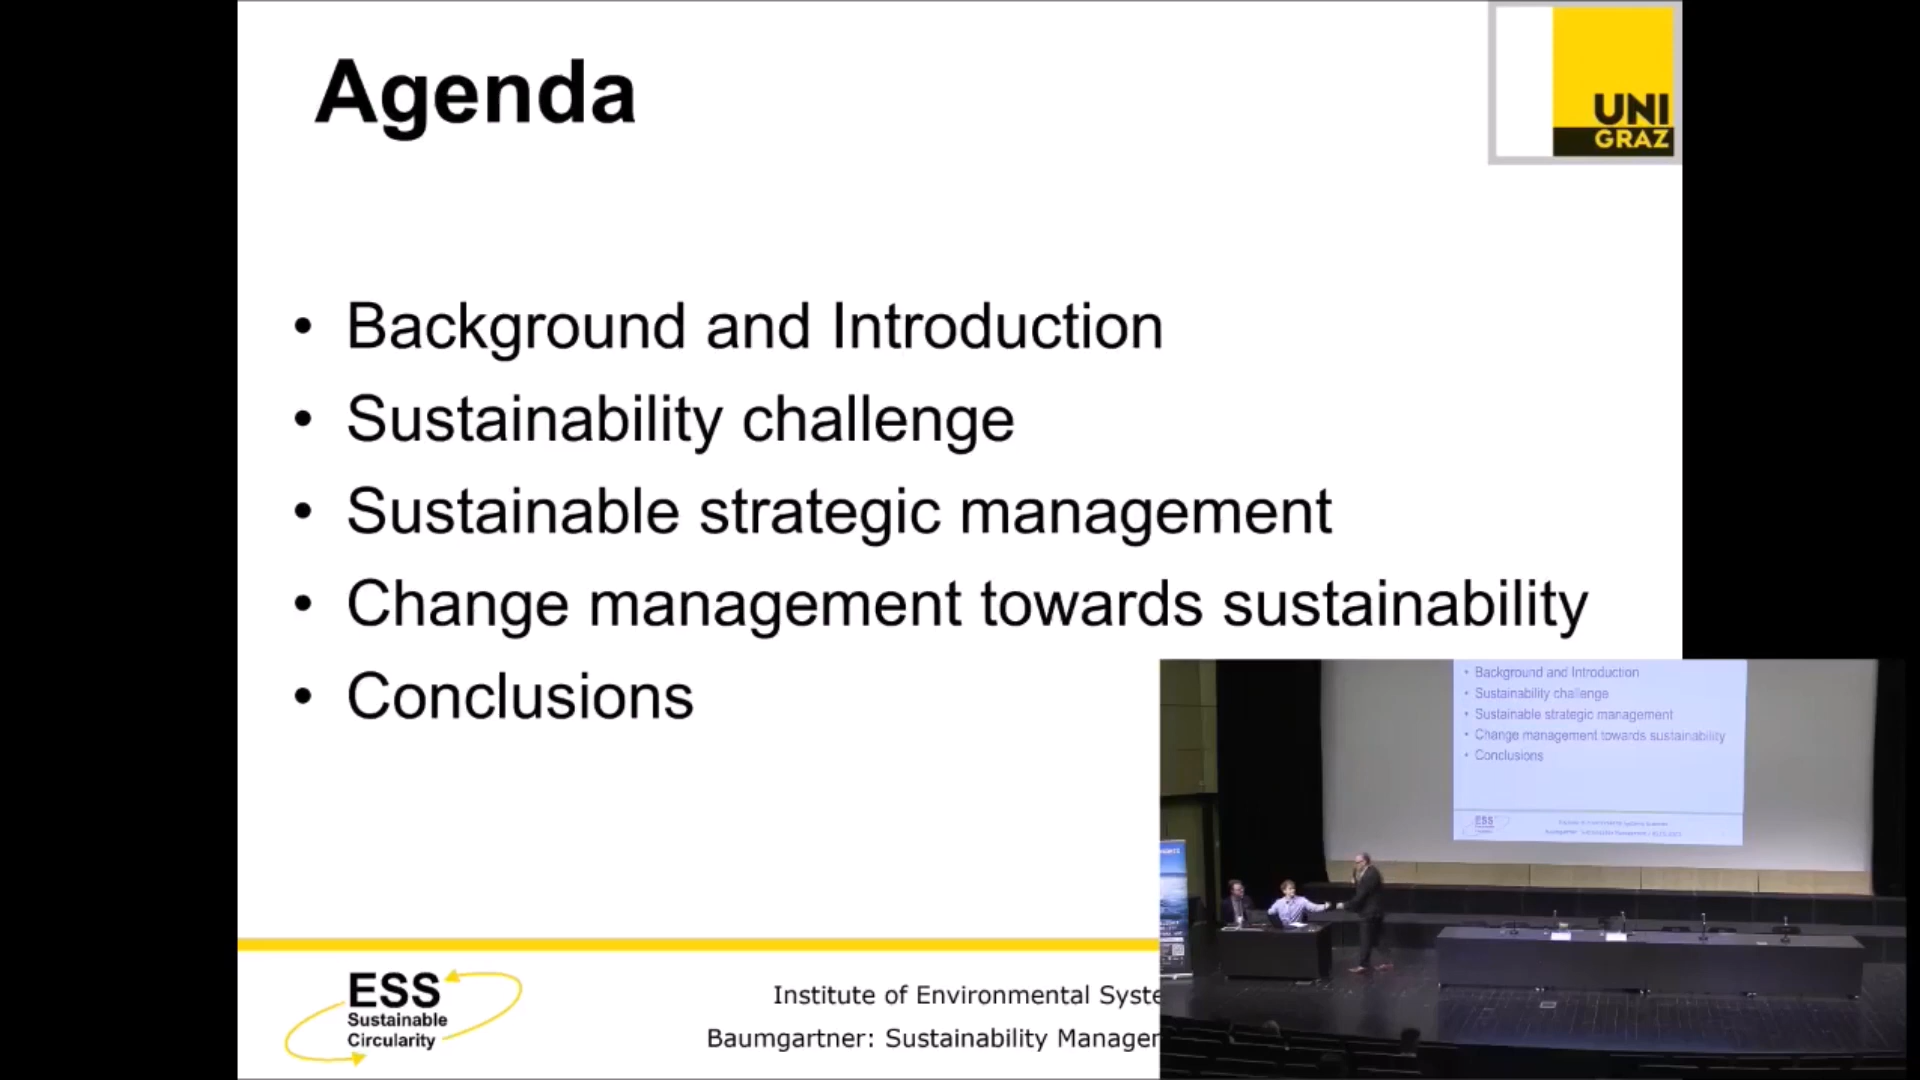 Agenda
UNI
GRAZ
• Background and Introduction
• Sustainability challenge
• Sustainable strategic management
• Change management towards sustainability
• Conclusions
ESS
Sustainable
Circularity
Institute of Environmental Syste
Baumgartner: Sustainability Manager
• Background and Introduction
• Sustainability challenge
• Sustainable strategic management
• Change management towards sustainability
• Conclusions
ESS